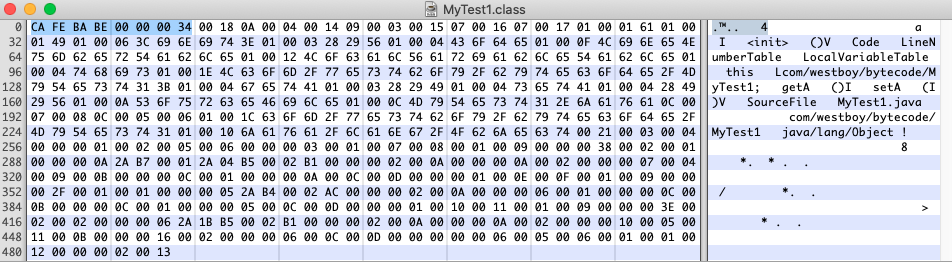 MyTest1.class
0 CA FE BA BE 00 00 00 34 00 18 0A 00 04 00 14 09 00 03 00 15 07 00 16 07 00 17 01 00 01 61 01 00 .™.. 4 a
32 01 49 01 00 06 3C 69 6E 69 74 3E 01 00 03 28 29 56 01 00 04 43 6F 64 65 01 00 0F 4C 69 6E 65 4E I <init> ()V Code LineN
64 75 6D 62 65 72 54 61 62 6C 65 01 00 12 4C 6F 63 61 6C 56 61 72 69 61 62 6C 65 54 61 62 6C 65 01 umberTable LocalVariableTable
96 00 04 74 68 69 73 01 00 1E 4C 63 6F 6D 2F 77 65 73 74 62 6F 79 2F 62 79 74 65 63 6F 64 65 2F 4D this Lcom/westboy/bytecode/M
128 79 54 65 73 74 31 3B 01 00 04 67 65 74 41 01 00 03 28 29 49 01 00 04 73 65 74 41 01 00 04 28 49 yTest1; getA ()I setA (I
160 29 56 01 00 0A 53 6F 75 72 63 65 46 69 6C 65 01 00 0C 4D 79 54 65 73 74 31 2E 6A 61 76 61 0C 00 )V SourceFile MyTest1.java
192 07 00 08 0C 00 05 00 06 01 00 1C 63 6F 6D 2F 77 65 73 74 62 6F 79 2F 62 79 74 65 63 6F 64 65 2F com/westboy/bytecode/
224 4D 79 54 65 73 74 31 01 00 10 6A 61 76 61 2F 6C 61 6E 67 2F 4F 62 6A 65 63 74 00 21 00 03 00 04 MyTest1 java/lang/Object !
256 00 00 00 01 00 02 00 05 00 06 00 00 00 03 00 01 00 07 00 08 00 01 00 09 00 00 00 38 00 02 00 01 8
288 00 00 00 0A 2A B7 00 01 2A 04 B5 00 02 B1 00 00 00 02 00 0A 00 00 00 0A 00 02 00 00 00 07 00 04 *. * . .
320 00 09 00 0B 00 00 00 0C 00 01 00 00 00 0A 00 0C 00 0D 00 00 00 01 00 0E 00 0F 00 01 00 09 00 00
352 00 2F 00 01 00 01 00 00 00 05 2A B4 00 02 AC 00 00 00 02 00 0A 00 00 00 06 00 01 00 00 00 0C 00 / *. .
384 0B 00 00 00 0C 00 01 00 00 00 05 00 0C 00 0D 00 00 00 01 00 10 00 11 00 01 00 09 00 00 00 3E 00 >
416 02 00 02 00 00 00 06 2A 1B B5 00 02 B1 00 00 00 02 00 0A 00 00 00 0A 00 02 00 00 00 10 00 05 00 * . .
448 11 00 0B 00 00 00 16 00 02 00 00 00 06 00 0C 00 0D 00 00 00 00 00 06 00 05 00 06 00 01 00 01 00
480 12 00 00 00 02 00 13